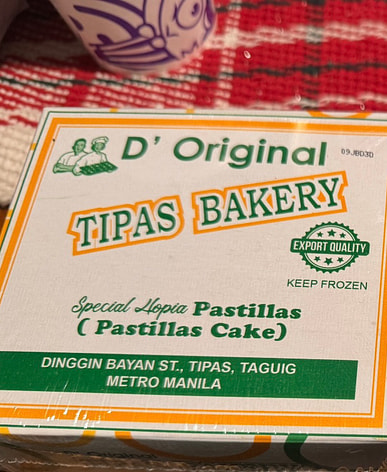 D' Original
09JBD3D
TIPAS BAKERY
EXPORT QUALITY
KEEP FROZEN
Special Hopia Pastillas
( Pastillas Cake)
DINGGIN BAYAN ST., TIPAS, TAGUIG
METRO MANILA